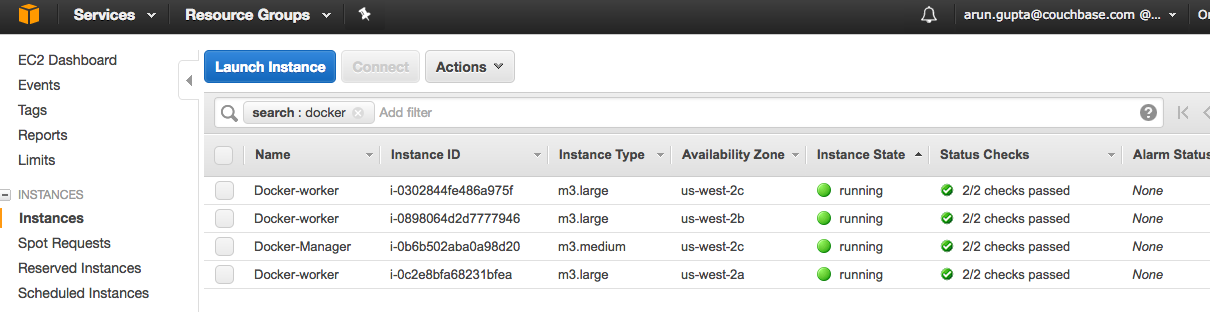 Services Resource Groups arun.gupta@couchbase.com @...
EC2 Dashboard
Events
Tags
Reports
Limits
INSTANCES
Instances
Spot Requests
Reserved Instances
Scheduled Instances
Launch Instance Connect Actions
search : docker Add filter
Name Instance ID Instance Type Availability Zone Instance State Status Checks Alarm Status
Docker-worker i-0302844fe486a975f m3.large us-west-2c running 2/2 checks passed None
Docker-worker i-0898064d2d7777946 m3.large us-west-2b running 2/2 checks passed None
Docker-Manager i-0b6b502aba0a98d20 m3.medium us-west-2c running 2/2 checks passed None
Docker-worker i-0c2e8bfa68231bfea m3.large us-west-2a running 2/2 checks passed None